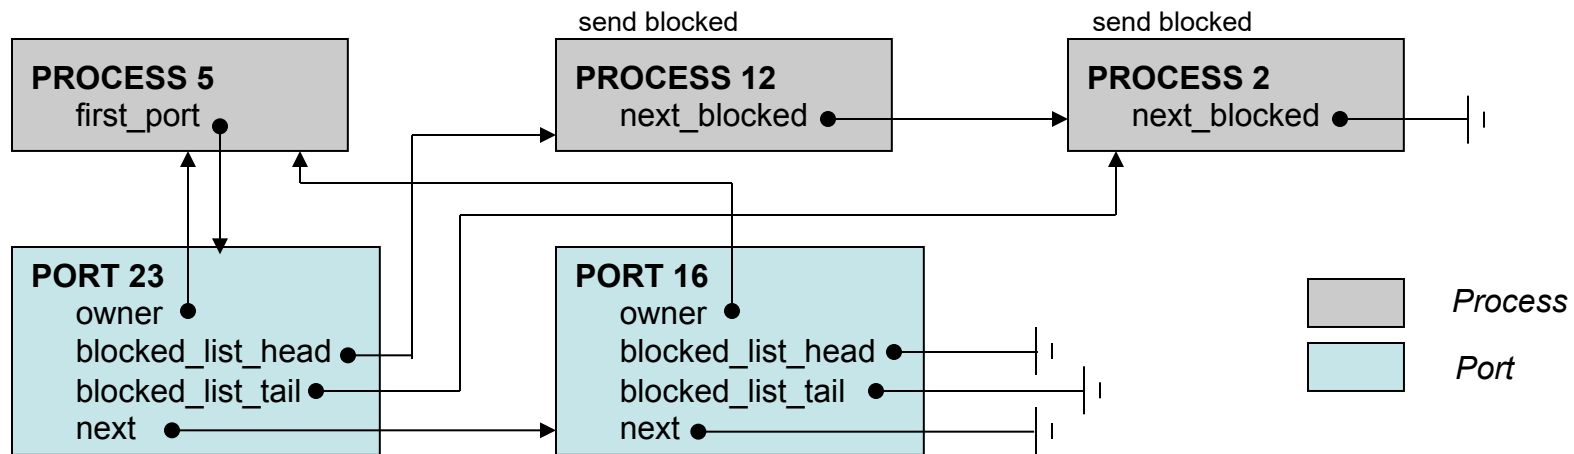 send blocked
send blocked
PROCESS 5
first_port
PROCESS 12
next_blocked
PROCESS 2
next_blocked
PORT 23
owner
blocked_list_head
blocked_list_tail
next
PORT 16
owner
blocked_list_head
blocked_list_tail
next
Process
Port